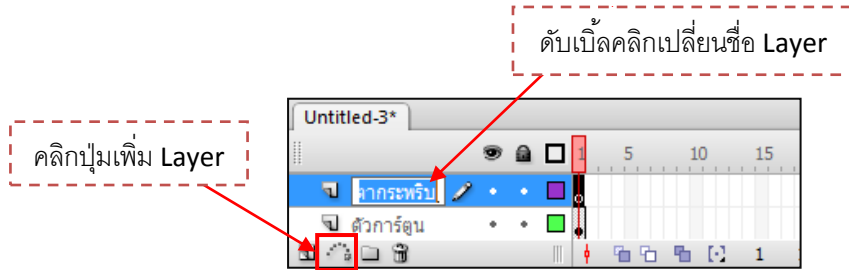 ดับเบิ้ลคลิกเปลี่ยนชื่อ Layer
คลิกปุ่มเพิ่ม Layer
Untitled-3*
1 5 10 15
ตากระพริบ
ตัวการ์ตูน
1